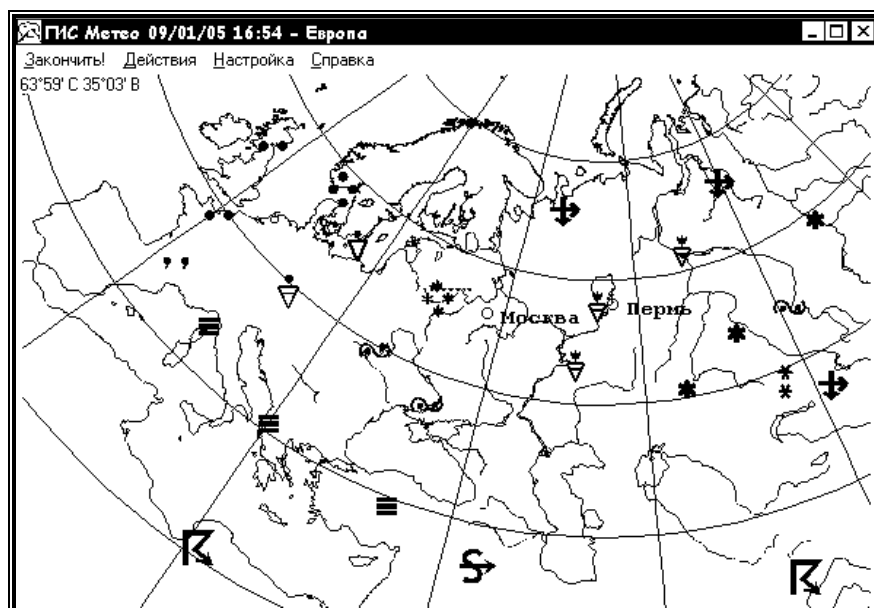 ГИС Метео 09/01/05 16:54 - Европа
Закончить! Действия Настройка Справка
63°59' С 35°03' В
Москва
Пермь